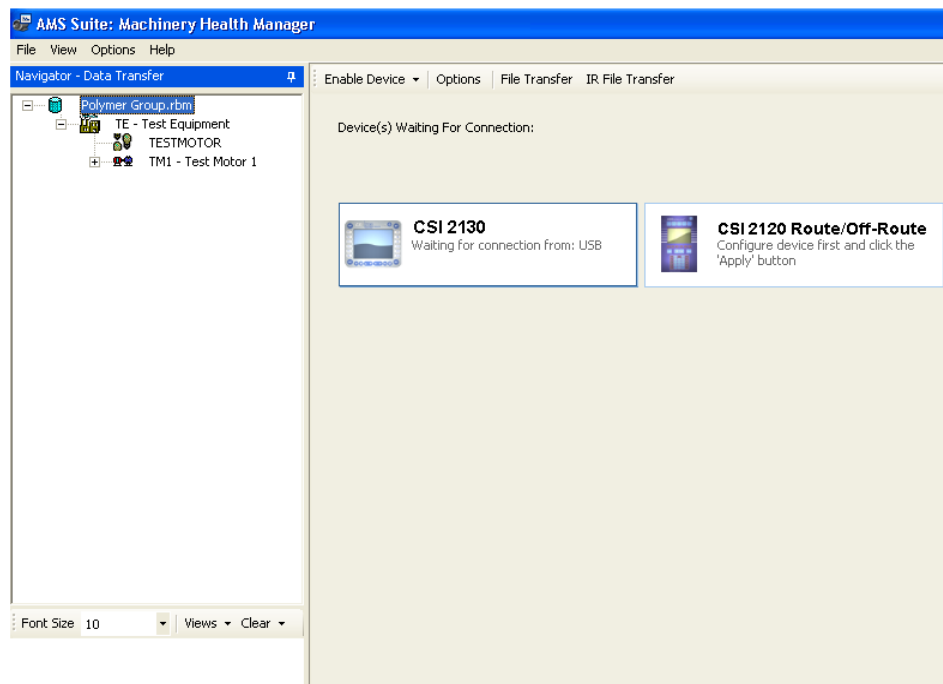 AMS Suite: Machinery Health Manager
File View Options Help
Navigator - Data Transfer
Enable Device Options File Transfer IR File Transfer
Polymer Group.rbm
TE - Test Equipment
TESTMOTOR
TM1 - Test Motor 1
Device(s) Waiting For Connection:
CSI 2130
Waiting for connection from: USB
CSI 2120 Route/Off-Route
Configure device first and click the
'Apply' button
Font Size 10 Views Clear